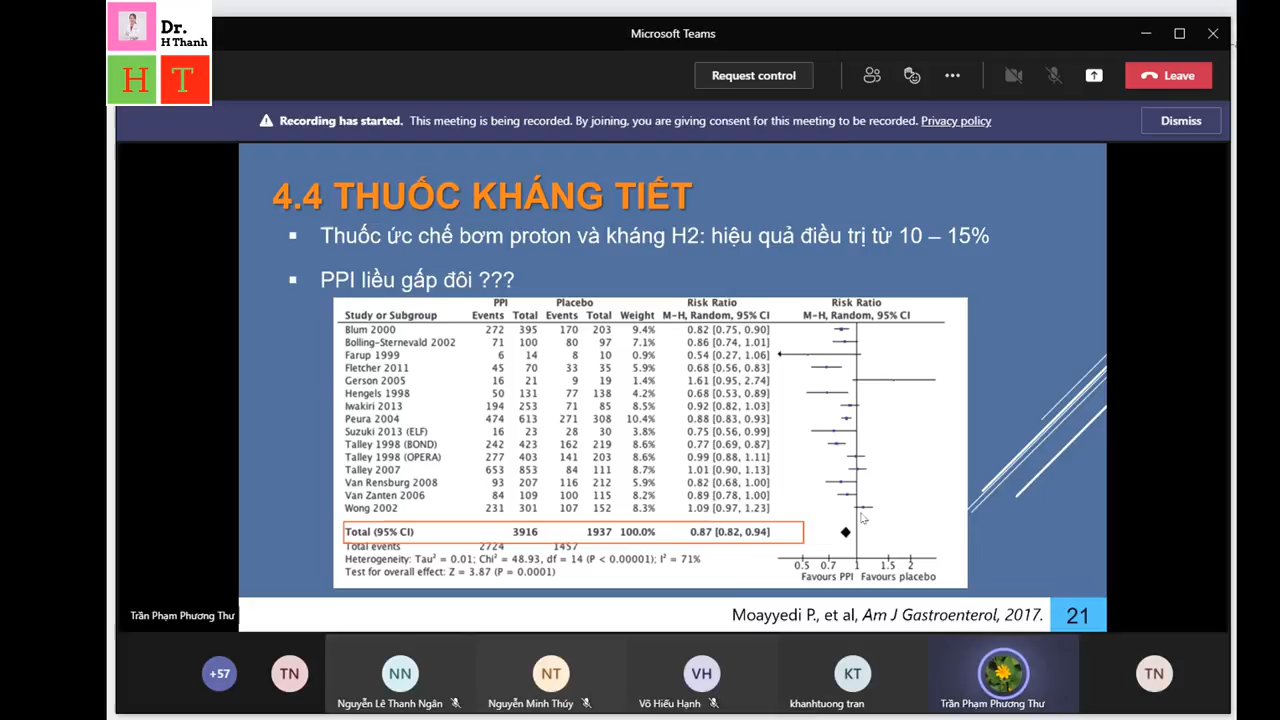 Dr.
H Thanh
H T
Microsoft Teams
Request control
Leave
Recording has started. This meeting is being recorded. By joining, you are giving consent for this meeting to be recorded. Privacy policy
Dismiss
4.4 THUỐC KHÁNG TIẾT
Thuốc ức chế bơm proton và kháng H2: hiệu quả điều trị từ 10 – 15%
PPI liều gấp đôi ???
PPI Placebo Risk Ratio Risk Ratio
Study or Subgroup Events Total Events Total Weight M-H, Random, 95% CI M-H, Random, 95% CI
Blum 2000 272 395 170 203 9.4% 0.82 [0.75, 0.90]
Bolling-Sternevald 2002 71 100 80 97 7.1% 0.86 [0.74, 1.01]
Farup 1999 6 14 8 10 0.9% 0.54 [0.27, 1.06]
Fletcher 2011 45 70 33 35 5.9% 0.68 [0.56, 0.83]
Gerson 2005 16 21 9 19 1.4% 1.61 [0.95, 2.74]
Hengels 1998 50 131 77 138 4.2% 0.68 [0.53, 0.89]
Iwakiri 2013 194 253 71 85 8.5% 0.92 [0.82, 1.03]
Peura 2004 474 613 271 308 10.4% 0.88 [0.83, 0.93]
Suzuki 2013 (ELF) 16 23 28 30 3.8% 0.75 [0.56, 0.99]
Talley 1998 (BOND) 242 423 162 219 8.6% 0.77 [0.69, 0.87]
Talley 1998 (OPERA) 277 403 141 203 8.6% 0.99 [0.88, 1.11]
Talley 2007 653 853 84 111 8.7% 1.01 [0.90, 1.13]
Van Rensburg 2008 93 207 116 212 5.9% 0.82 [0.68, 1.00]
Van Zanten 2006 84 109 100 115 8.2% 0.89 [0.78, 1.00]
Wong 2002 231 301 107 152 8.3% 1.09 [0.97, 1.23]
Total (95% CI) 3916 1937 100.0% 0.87 [0.82, 0.94]
Total events 2724 1457
Heterogeneity: Tau² = 0.01; Chi² = 48.93, df = 14 (P < 0.00001); I² = 71%
Test for overall effect: Z = 3.87 (P = 0.0001)
0.5 0.7 1 1.5 2
Favours PPI Favours placebo
Moayyedi P., et al, Am J Gastroenterol, 2017.
21
Trần Phạm Phương Thư
+57 TN NN NT VH KT TN
Nguyễn Lê Thanh Ngân Nguyễn Minh Thúy Võ Hiếu Hạnh khanhtuong tran Trần Phạm Phương Thư